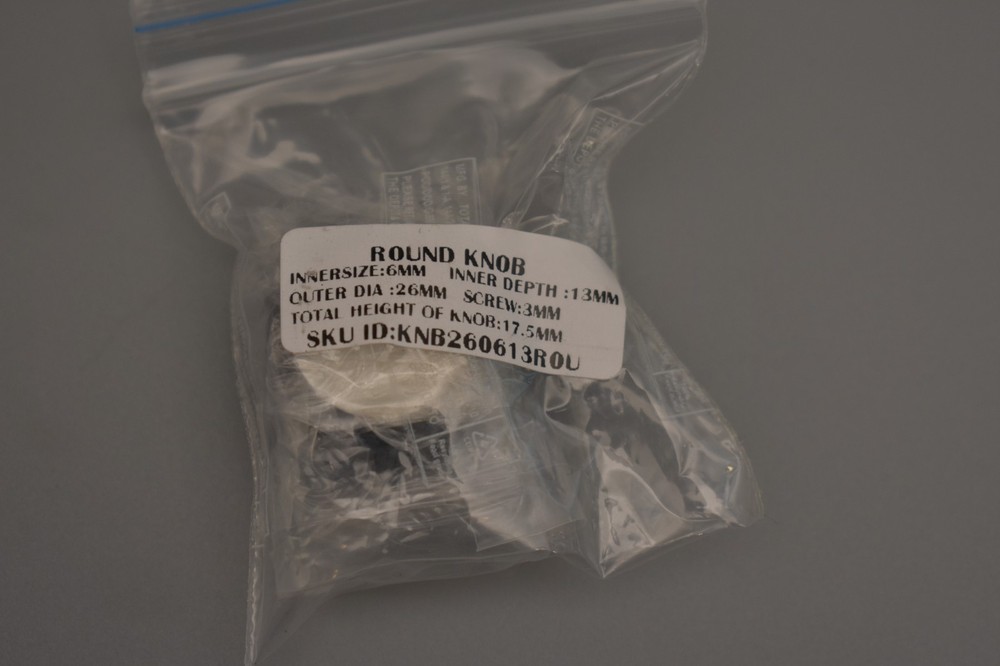 ROUND KNOB
INNERSIZE:6MM INNER DEPTH :13MM
OUTER DIA :26MM SCREW:3MM
TOTAL HEIGHT OF KNOB:17.5MM
SKU ID:KNB260613ROU